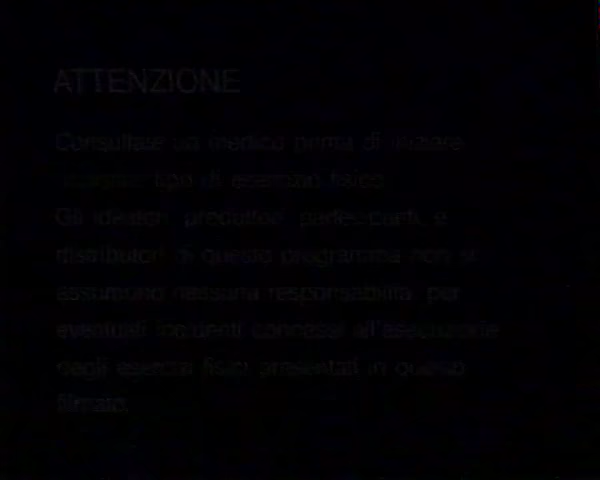 ATTENZIONE
Consultate un medico prima di iniziare
qualsiasi tipo di esercizio fisico
Gli ideatori, produttori, partecipanti, e
distributori di questo programma non si
assumono nessuna responsabilità per
eventuali incidenti connessi all'esecuzione
degli esercizi fisici presentati in questo
filmato.